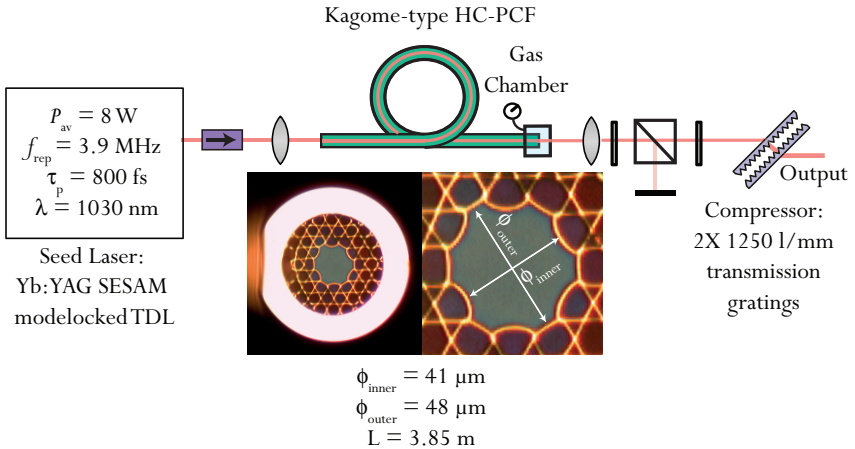 Kagome-type HC-PCF
Gas
Chamber
P_av = 8 W
f_rep = 3.9 MHz
τ_p = 800 fs
λ = 1030 nm
Seed Laser:
Yb:YAG SESAM
modelocked TDL
ϕ_outer
ϕ_inner
ϕ_inner = 41 µm
ϕ_outer = 48 µm
L = 3.85 m
Output
Compressor:
2X 1250 l/mm
transmission
gratings